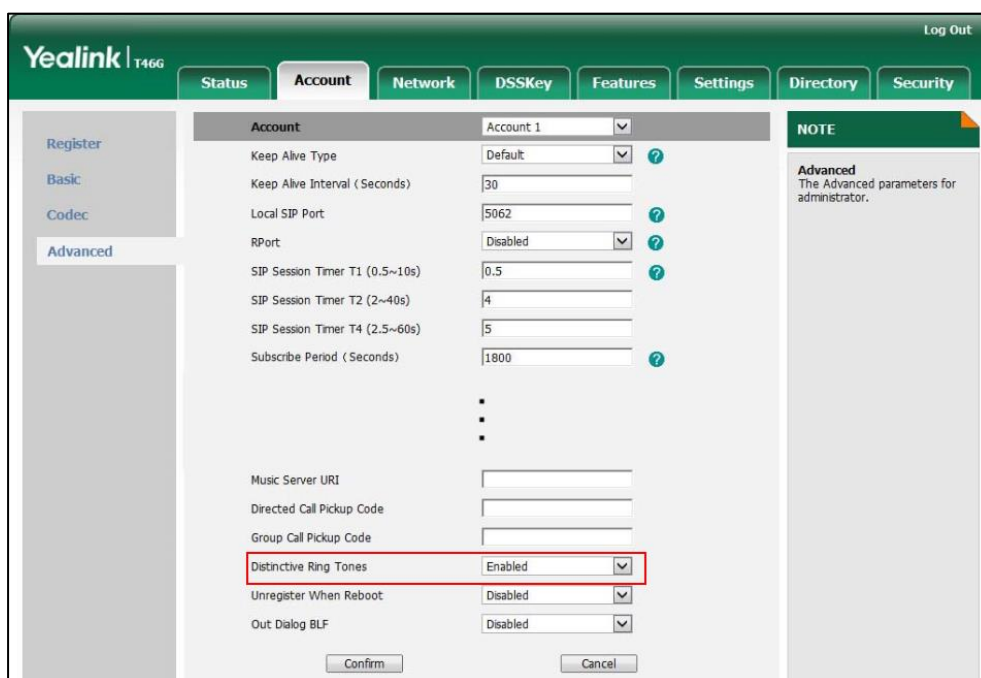 Log Out
Yealink | T46G
Status Account Network DSSKey Features Settings Directory Security
Register
Basic
Codec
Advanced
Account Account 1
Keep Alive Type Default ?
Keep Alive Interval (Seconds) 30
Local SIP Port 5062 ?
RPort Disabled ?
SIP Session Timer T1 (0.5~10s) 0.5 ?
SIP Session Timer T2 (2~40s) 4
SIP Session Timer T4 (2.5~60s) 5
Subscribe Period (Seconds) 1800 ?
Music Server URI
Directed Call Pickup Code
Group Call Pickup Code
Distinctive Ring Tones Enabled
Unregister When Reboot Disabled
Out Dialog BLF Disabled
Confirm Cancel
NOTE
Advanced
The Advanced parameters for
administrator.